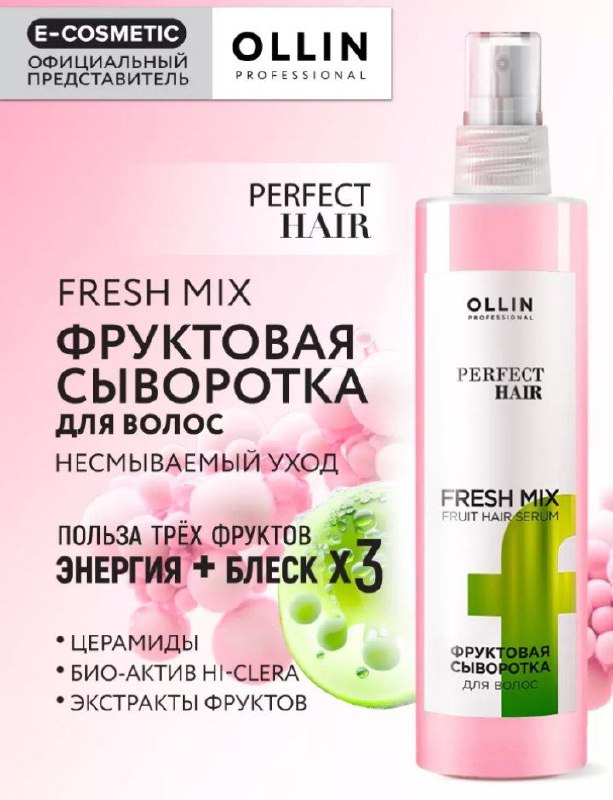 E-COSMETIC
ОФИЦИАЛЬНЫЙ
ПРЕДСТАВИТЕЛЬ
OLLIN
PROFESSIONAL
PERFECT
HAIR
FRESH MIX
ФРУКТОВАЯ
СЫВОРОТКА
ДЛЯ ВОЛОС
НЕСМЫВАЕМЫЙ УХОД
ПОЛЬЗА ТРЁХ ФРУКТОВ
ЭНЕРГИЯ + БЛЕСК X3
• ЦЕРАМИДЫ
• БИО-АКТИВ HI-CLERA
• ЭКСТРАКТЫ ФРУКТОВ
OLLIN
PROFESSIONAL
PERFECT
HAIR
FRESH MIX
FRUIT HAIR SERUM
f
ФРУКТОВАЯ
СЫВОРОТКА
ДЛЯ ВОЛОС